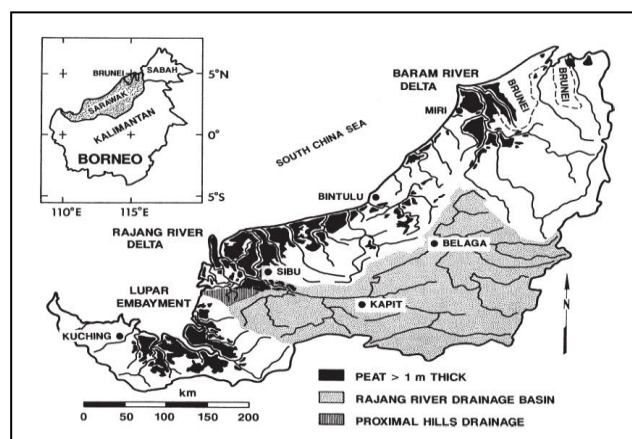 BRUNEI
SABAH
SARAWAK
KALIMANTAN
BORNEO
5°N
0°
5°S
110°E
115°E
BARAM RIVER
DELTA
BRUNEI
BRUNEI
MIRI
SOUTH CHINA SEA
BINTULU
RAJANG RIVER
DELTA
BELAGA
SIBU
LUPAR
EMBAYMENT
KAPIT
KUCHING
N
km
0 50 100 150 200
PEAT > 1 m THICK
RAJANG RIVER DRAINAGE BASIN
PROXIMAL HILLS DRAINAGE